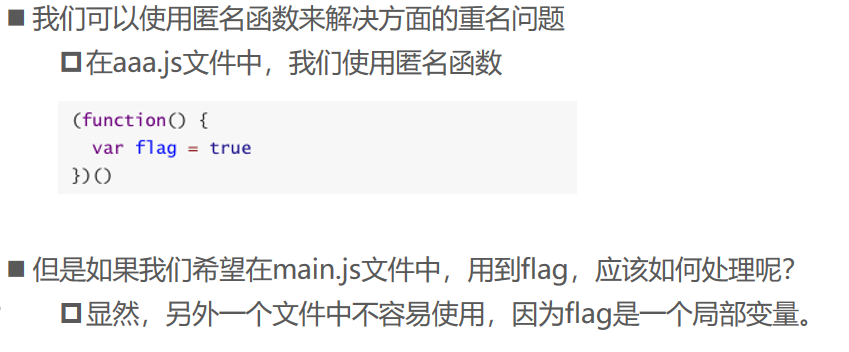 我们可以使用匿名函数来解决方面的重名问题
在aaa.js文件中，我们使用匿名函数
(function() {
  var flag = true
})()
但是如果我们希望在main.js文件中，用到flag，应该如何处理呢？
显然，另外一个文件中不容易使用，因为flag是一个局部变量。